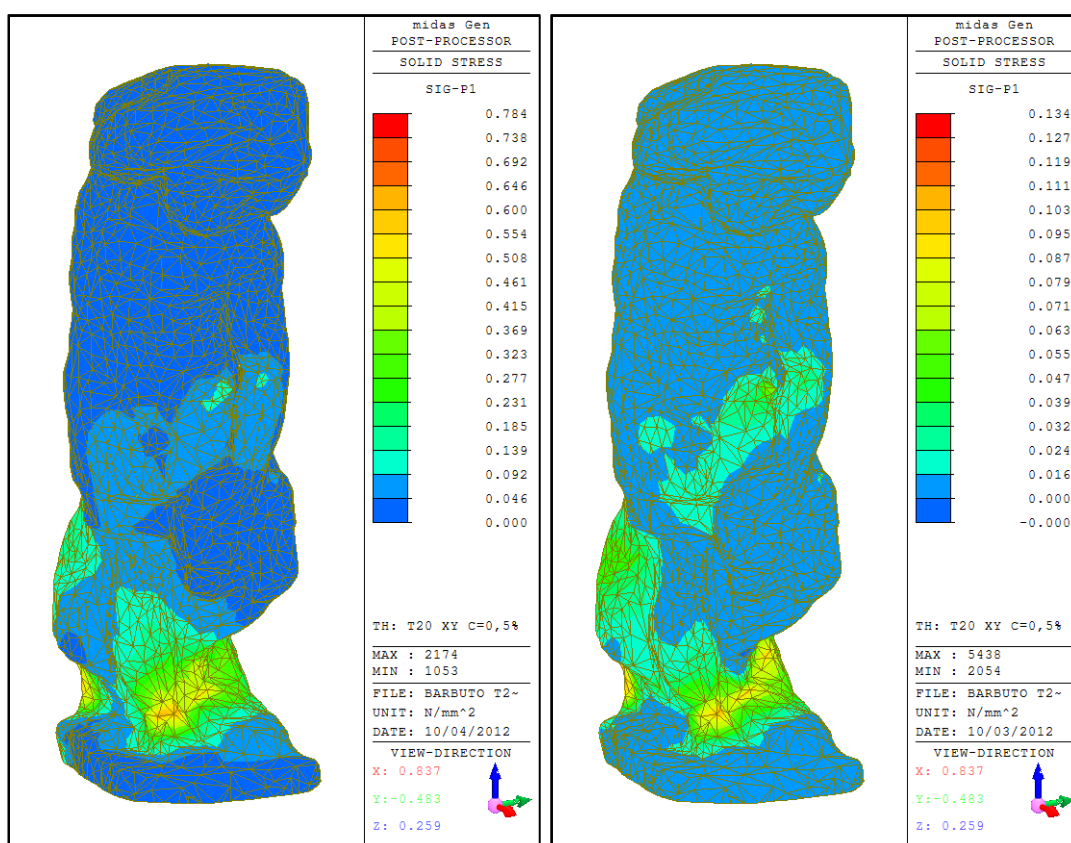 midas Gen
POST-PROCESSOR
SOLID STRESS
SIG-P1
0.784
0.738
0.692
0.646
0.600
0.554
0.508
0.461
0.415
0.369
0.323
0.277
0.231
0.185
0.139
0.092
0.046
0.000
TH: T20 XY C=0,5%
MAX : 2174
MIN : 1053
FILE: BARBUTO T2~
UNIT: N/mm^2
DATE: 10/04/2012
VIEW-DIRECTION
X: 0.837
Y:-0.483
Z: 0.259
midas Gen
POST-PROCESSOR
SOLID STRESS
SIG-P1
0.134
0.127
0.119
0.111
0.103
0.095
0.087
0.079
0.071
0.063
0.055
0.047
0.039
0.032
0.024
0.016
0.000
-0.000
TH: T20 XY C=0,5%
MAX : 5438
MIN : 2054
FILE: BARBUTO T2~
UNIT: N/mm^2
DATE: 10/03/2012
VIEW-DIRECTION
X: 0.837
Y:-0.483
Z: 0.259